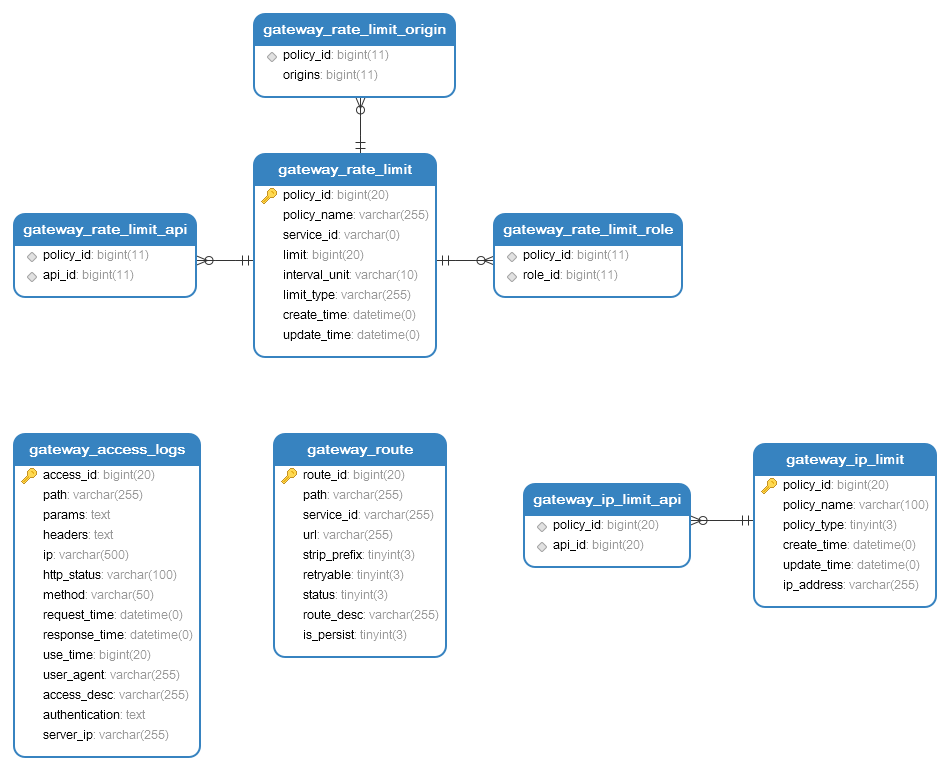 gateway_rate_limit_origin
policy_id: bigint(11)
origins: bigint(11)
gateway_rate_limit
policy_id: bigint(20)
policy_name: varchar(255)
service_id: varchar(0)
limit: bigint(20)
interval_unit: varchar(10)
limit_type: varchar(255)
create_time: datetime(0)
update_time: datetime(0)
gateway_rate_limit_api
policy_id: bigint(11)
api_id: bigint(11)
gateway_rate_limit_role
policy_id: bigint(11)
role_id: bigint(11)
gateway_access_logs
access_id: bigint(20)
path: varchar(255)
params: text
headers: text
ip: varchar(500)
http_status: varchar(100)
method: varchar(50)
request_time: datetime(0)
response_time: datetime(0)
use_time: bigint(20)
user_agent: varchar(255)
access_desc: varchar(255)
authentication: text
server_ip: varchar(255)
gateway_route
route_id: bigint(20)
path: varchar(255)
service_id: varchar(255)
url: varchar(255)
strip_prefix: tinyint(3)
retryable: tinyint(3)
status: tinyint(3)
route_desc: varchar(255)
is_persist: tinyint(3)
gateway_ip_limit_api
policy_id: bigint(20)
api_id: bigint(20)
gateway_ip_limit
policy_id: bigint(20)
policy_name: varchar(100)
policy_type: tinyint(3)
create_time: datetime(0)
update_time: datetime(0)
ip_address: varchar(255)